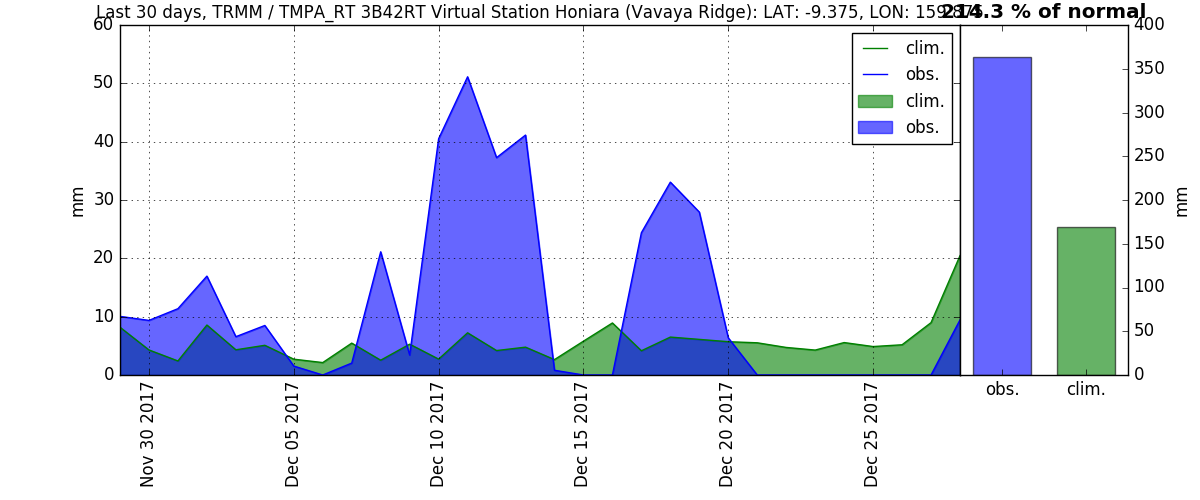 Last 30 days, TRMM / TMPA_RT 3B42RT Virtual Station Honiara (Vavaya Ridge): LAT: -9.375, LON: 159.875
214.3 % of normal
60
50
40
30
20
10
0
mm
clim.
obs.
clim.
obs.
400
350
300
250
200
150
100
50
0
mm
Nov 30 2017
Dec 05 2017
Dec 10 2017
Dec 15 2017
Dec 20 2017
Dec 25 2017
obs.
clim.